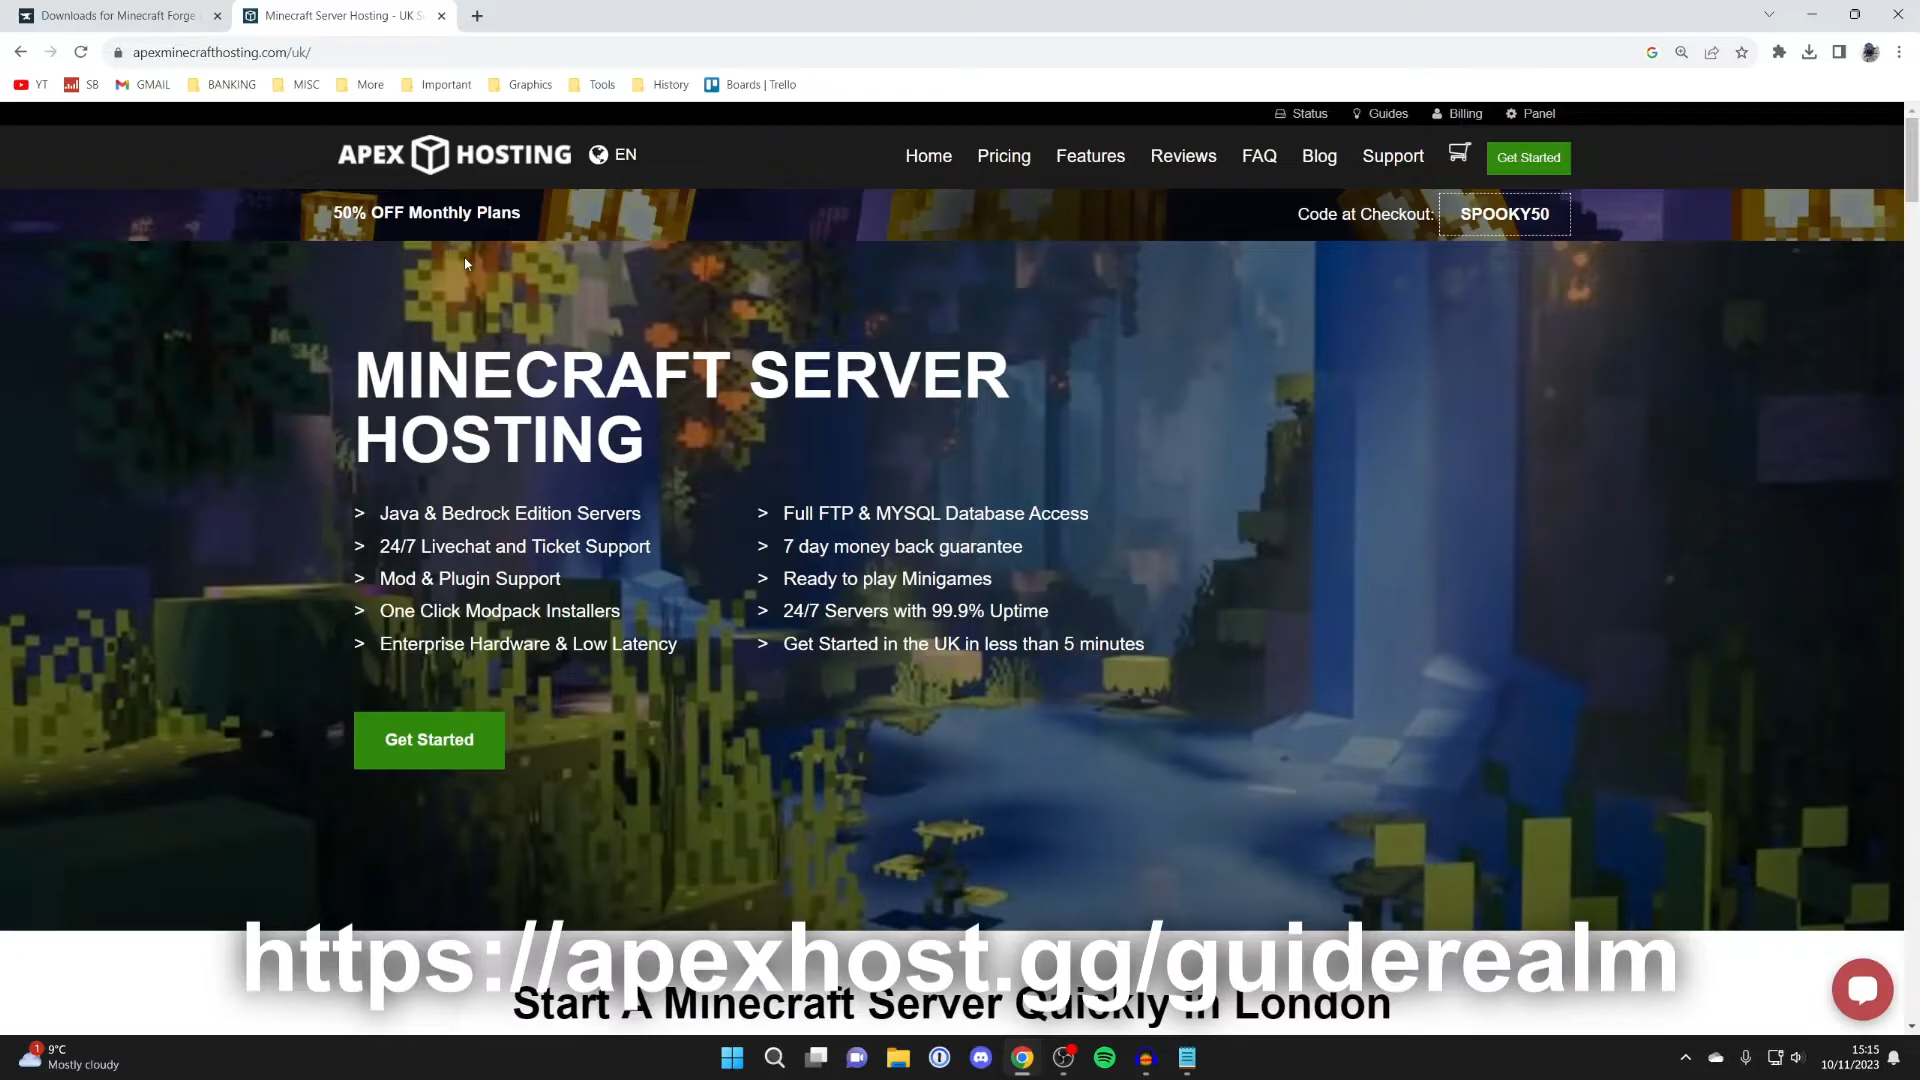 Downloads for Minecraft Forge
Minecraft Server Hosting - UK S
apexminecrafthosting.com/uk/
YT
SB
GMAIL
BANKING
MISC
More
Important
Graphics
Tools
History
Boards | Trello
Status
Guides
Billing
Panel
APEX HOSTING
EN
Home
Pricing
Features
Reviews
FAQ
Blog
Support
Get Started
50% OFF Monthly Plans
Code at Checkout:
SPOOKY50
MINECRAFT SERVER
HOSTING
> Java & Bedrock Edition Servers
> 24/7 Livechat and Ticket Support
> Mod & Plugin Support
> One Click Modpack Installers
> Enterprise Hardware & Low Latency
> Full FTP & MYSQL Database Access
> 7 day money back guarantee
> Ready to play Minigames
> 24/7 Servers with 99.9% Uptime
> Get Started in the UK in less than 5 minutes
Get Started
https://apexhost.gg/guiderealm
Start A Minecraft Server Quickly in London
1
9°C
Mostly cloudy
15:15
10/11/2023